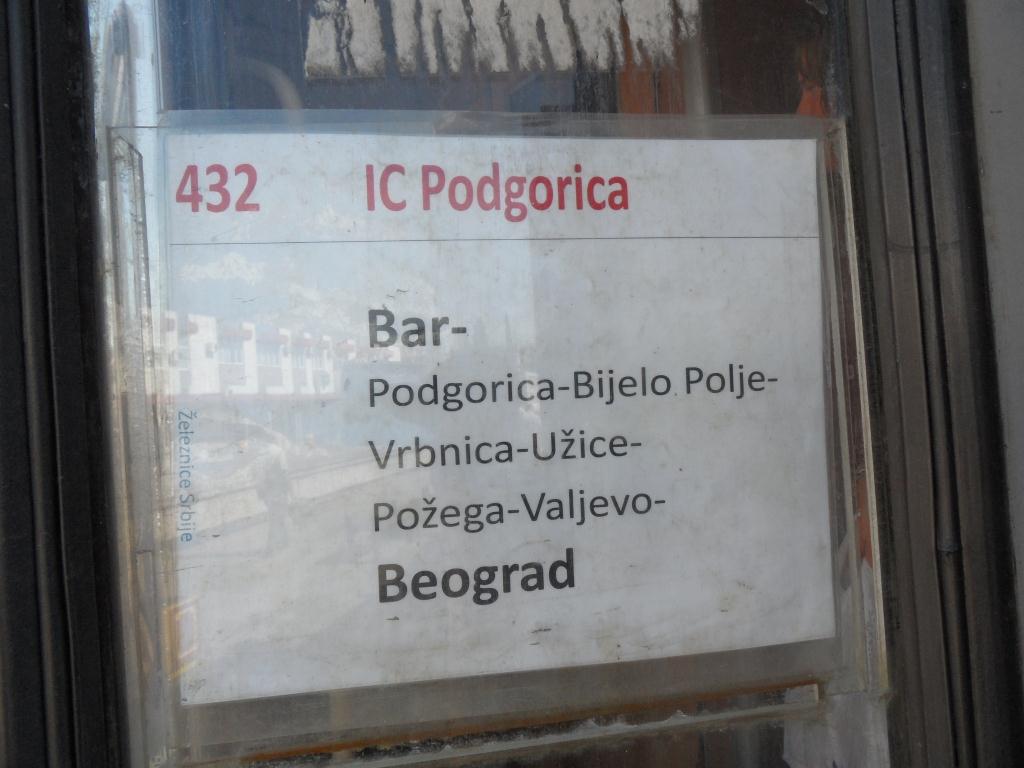 432 IC Podgorica
Bar-
Podgorica-Bijelo Polje-
Vrbnica-Užice-
Požega-Valjevo-
Beograd
Železnice Srbije